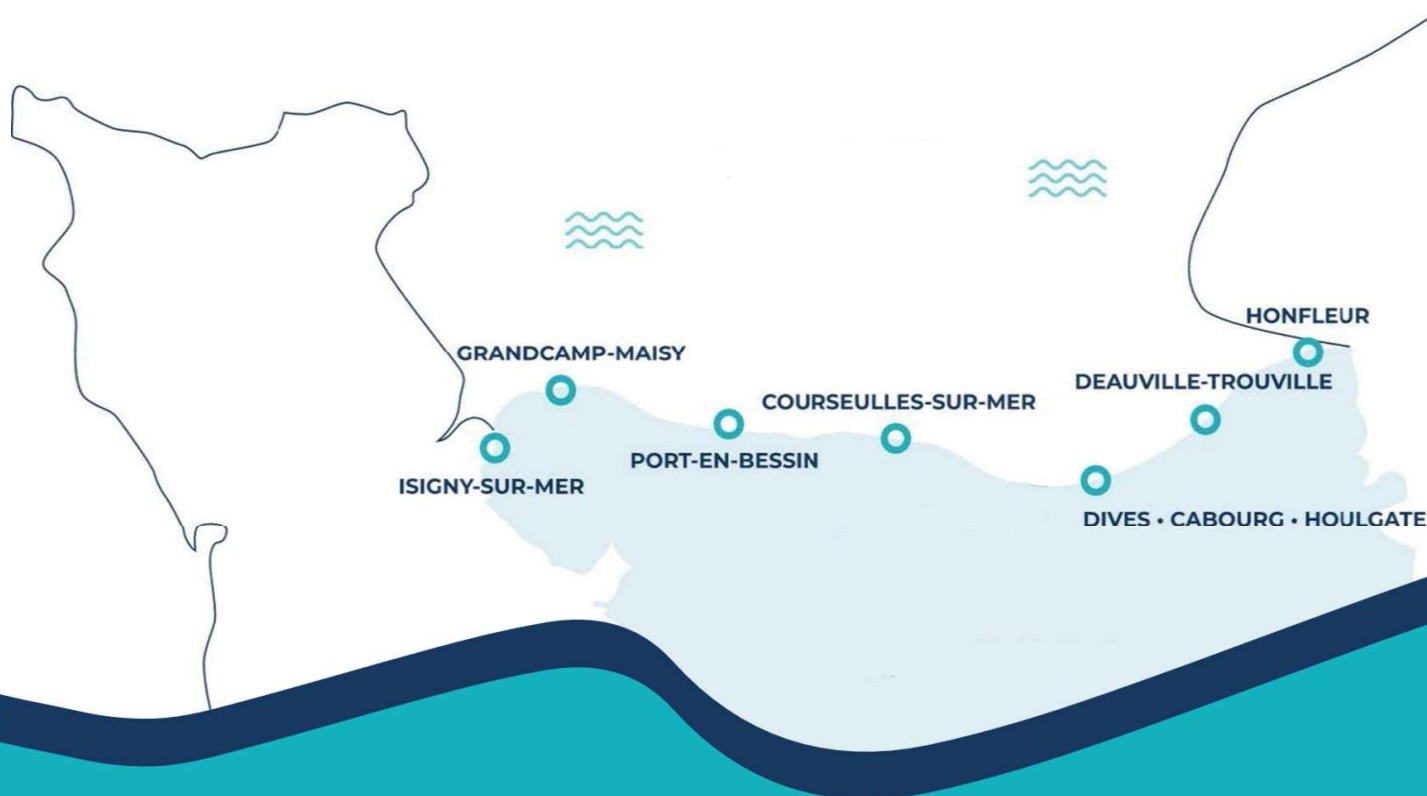 HONFLEUR
GRANDCAMP-MAISY
DEAUVILLE-TROUVILLE
COURSEULLES-SUR-MER
PORT-EN-BESSIN
ISIGNY-SUR-MER
DIVES • CABOURG • HOULGATE